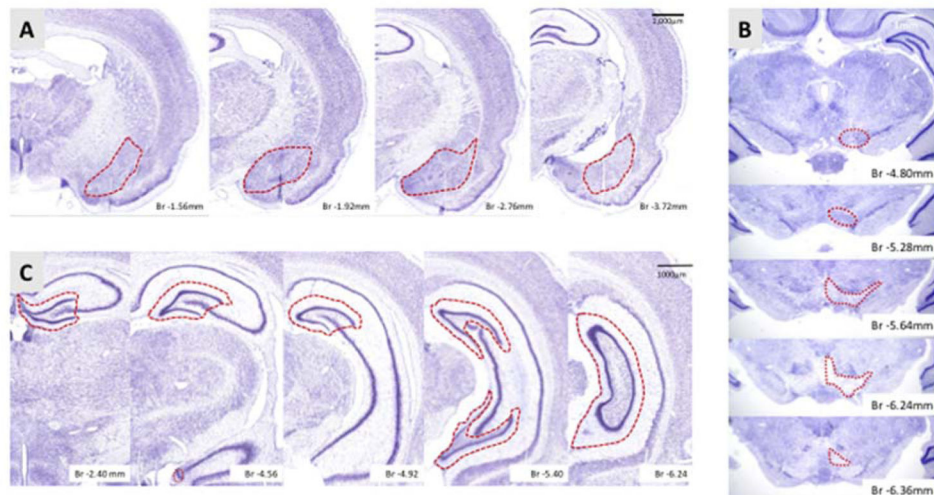 A
2,000µm
Br -1.56mm
Br -1.92mm
Br -2.76mm
Br -3.72mm
B
Br -4.80mm
Br -5.28mm
Br -5.64mm
Br -6.24mm
Br -6.36mm
C
1000µm
Br -2.40 mm
Br -4.56
Br -4.92
Br -5.40
Br -6.24